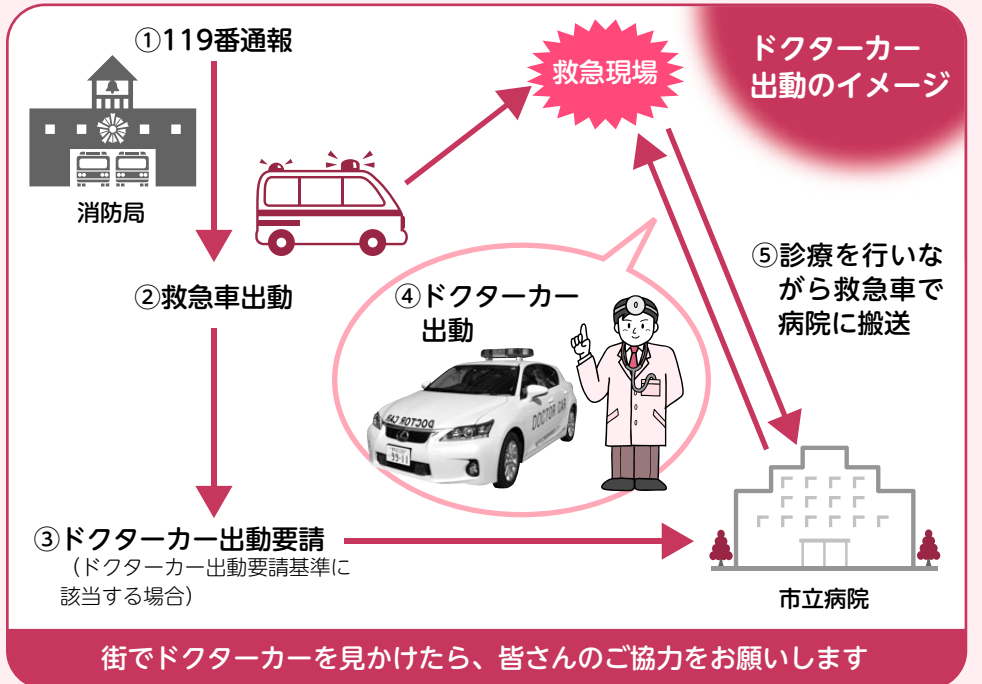 ①119番通報
消防局
救急現場
ドクターカー
出動のイメージ
②救急車出動
④ドクターカー
出動
DOCTOR CAR
DOCTOR CAR
99-11
⑤診療を行いな
がら救急車で
病院に搬送
③ドクターカー出動要請
（ドクターカー出動要請基準に
該当する場合）
市立病院
街でドクターカーを見かけたら、皆さんのご協力をお願いします